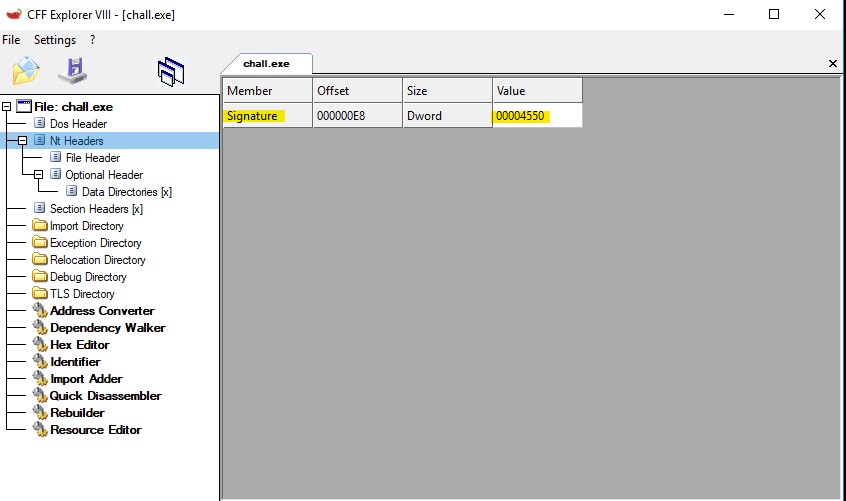 CFF Explorer VIII - [chall.exe]
File Settings ?
chall.exe
File: chall.exe
Dos Header
Nt Headers
File Header
Optional Header
Data Directories [x]
Section Headers [x]
Import Directory
Exception Directory
Relocation Directory
Debug Directory
TLS Directory
Address Converter
Dependency Walker
Hex Editor
Identifier
Import Adder
Quick Disassembler
Rebuilder
Resource Editor
Member Offset Size Value
Signature 000000E8 Dword 00004550